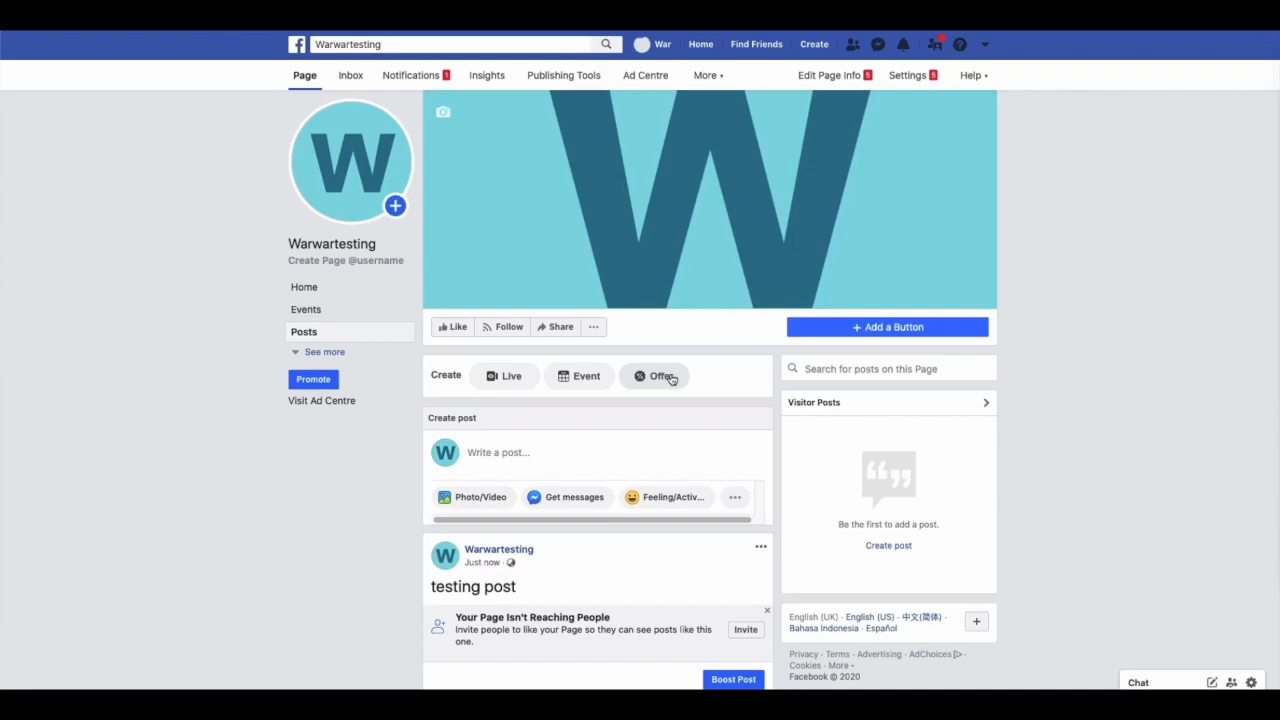 Warwartesting
War
Home
Find Friends
Create
Page
Inbox
Notifications 1
Insights
Publishing Tools
Ad Centre
More
Edit Page Info 5
Settings 5
Help
W
W
Warwartesting
Create Page @username
Home
Events
Posts
See more
Promote
Visit Ad Centre
Like
Follow
Share
+ Add a Button
Create
Live
Event
Offer
Search for posts on this Page
Create post
W
Write a post...
Photo/Video
Get messages
Feeling/Activ...
Visitor Posts
Be the first to add a post.
Create post
W
Warwartesting
Just now ·
testing post
Your Page Isn't Reaching People
Invite people to like your Page so they can see posts like this
one.
Invite
Boost Post
English (UK) · English (US) · 中文(简体) ·
Bahasa Indonesia · Español
Privacy · Terms · Advertising · AdChoices ·
Cookies · More
Facebook © 2020
Chat